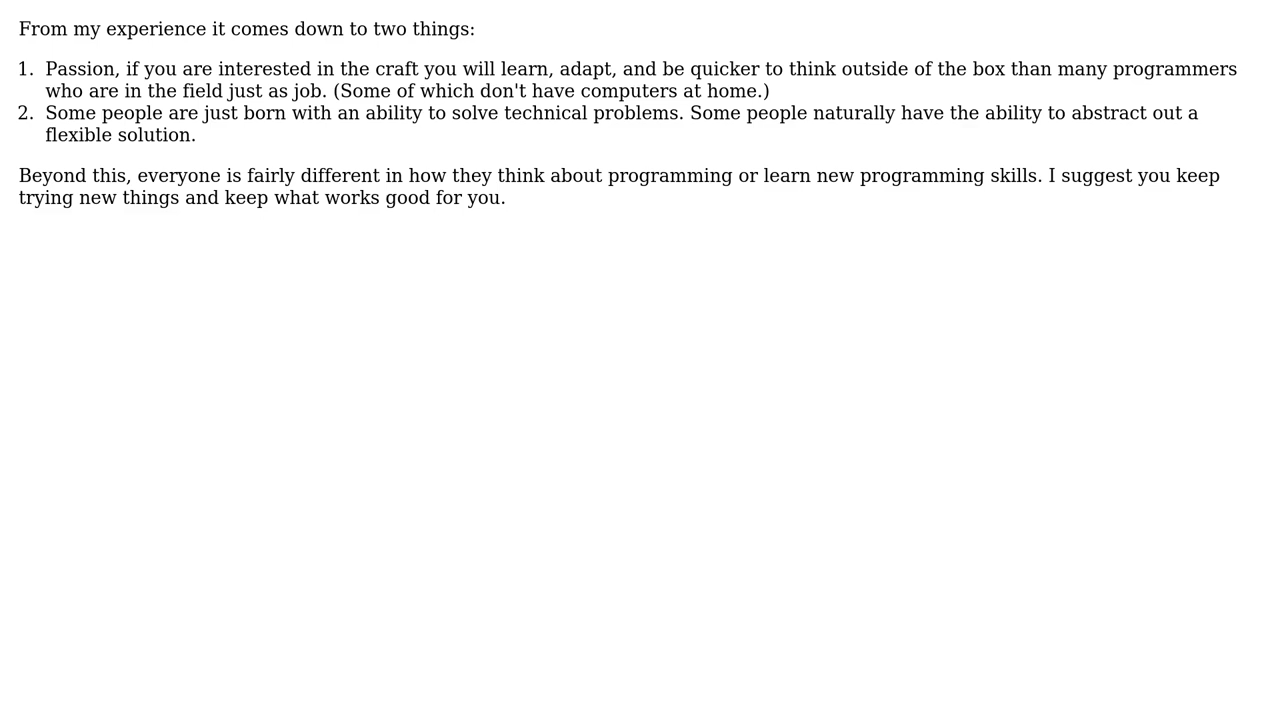 From my experience it comes down to two things:
1. Passion, if you are interested in the craft you will learn, adapt, and be quicker to think outside of the box than many programmers
who are in the field just as job. (Some of which don't have computers at home.)
2. Some people are just born with an ability to solve technical problems. Some people naturally have the ability to abstract out a
flexible solution.
Beyond this, everyone is fairly different in how they think about programming or learn new programming skills. I suggest you keep
trying new things and keep what works good for you.